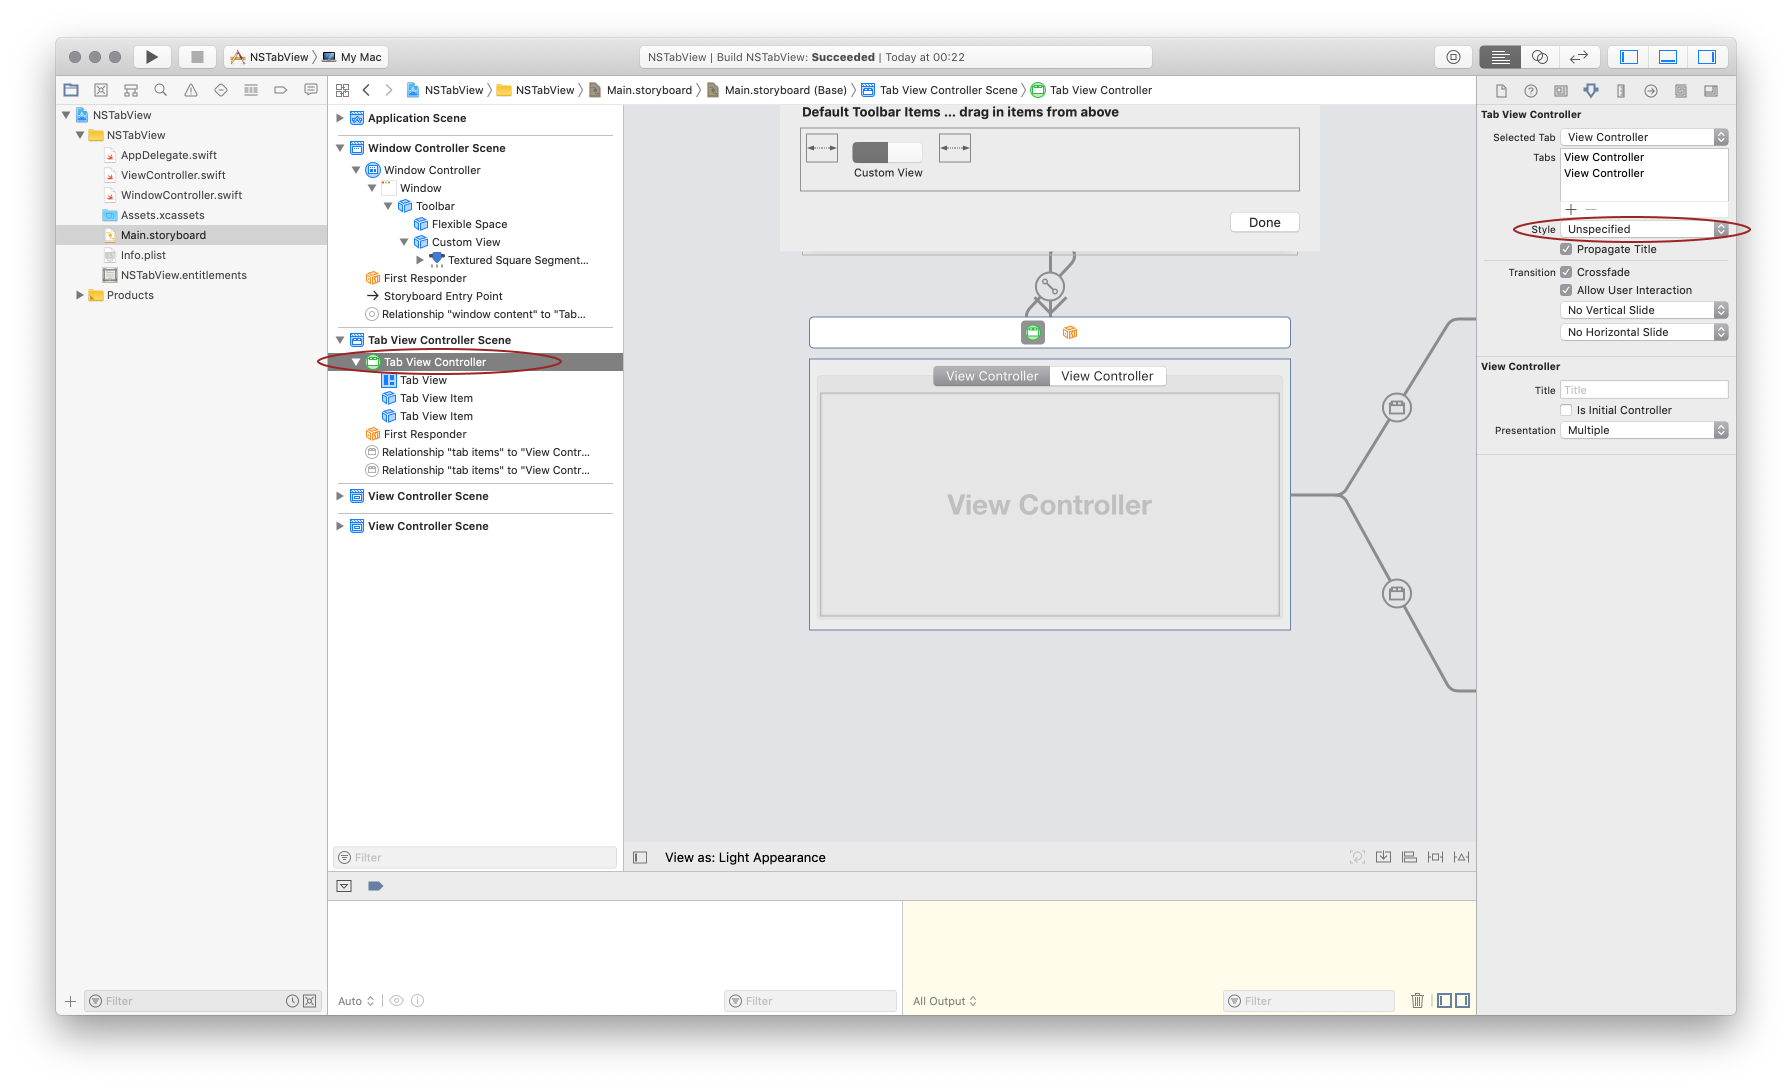 NSTabView 〉 My Mac
NSTabView | Build NSTabView: Succeeded | Today at 00:22
NSTabView
NSTabView
AppDelegate.swift
ViewController.swift
WindowController.swift
Assets.xcassets
Main.storyboard
Info.plist
NSTabView.entitlements
Products
Filter
NSTabView 〉 NSTabView 〉 Main.storyboard 〉 Main.storyboard (Base) 〉 Tab View Controller Scene 〉 Tab View Controller
Application Scene
Window Controller Scene
Window Controller
Window
Toolbar
Flexible Space
Custom View
Textured Square Segment...
First Responder
Storyboard Entry Point
Relationship "window content" to "Tab...
Tab View Controller Scene
Tab View Controller
Tab View
Tab View Item
Tab View Item
First Responder
Relationship "tab items" to "View Contr...
Relationship "tab items" to "View Contr...
View Controller Scene
View Controller Scene
Filter
Default Toolbar Items ... drag in items from above
Custom View
Done
View Controller View Controller
View Controller
View as: Light Appearance
Auto
Filter
All Output
Filter
Tab View Controller
Selected Tab View Controller
Tabs View Controller
View Controller
Style Unspecified
Propagate Title
Transition Crossfade
Allow User Interaction
No Vertical Slide
No Horizontal Slide
View Controller
Title Title
Is Initial Controller
Presentation Multiple